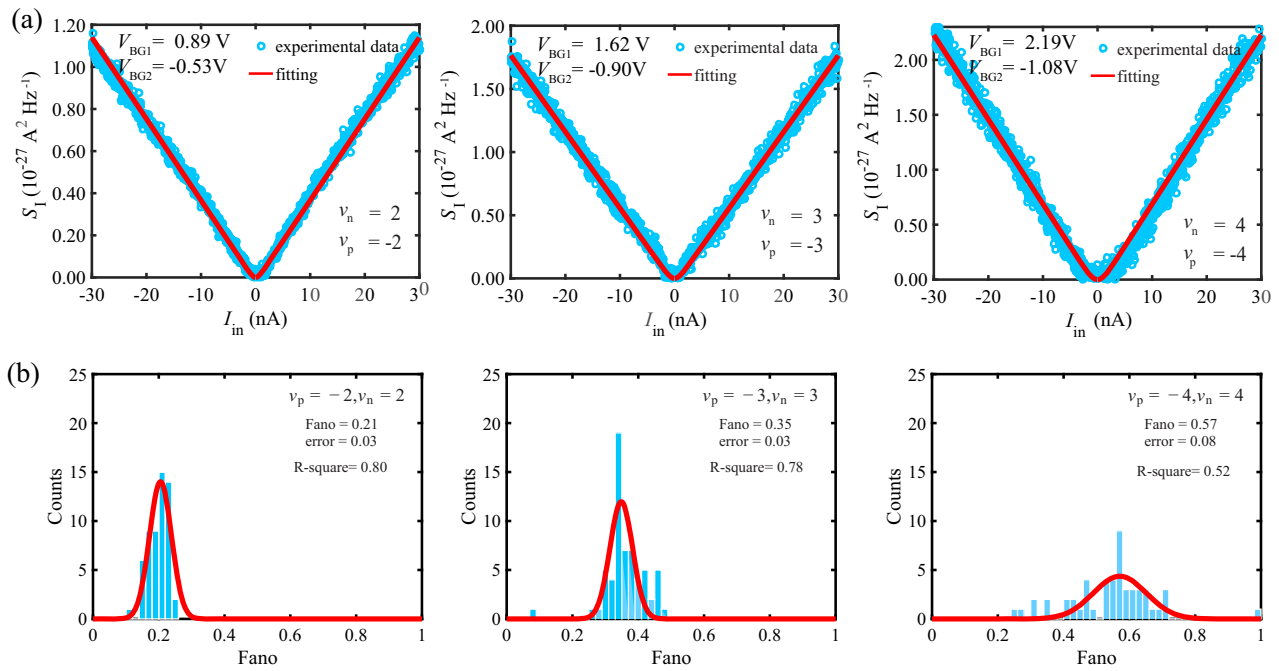 (a)
V_BG1 = 0.89 V
V_BG2 = -0.53V
experimental data
fitting
1.20
1.00
0.80
0.60
0.40
0.20
0.00
S_I (10^-27 A^2 Hz^-1)
ν_n = 2
ν_p = -2
-30 -20 -10 0 10 20 30
I_in (nA)
V_BG1 = 1.62 V
V_BG2 = -0.90V
experimental data
fitting
2.00
1.50
1.00
0.50
0.00
S_I (10^-27 A^2 Hz^-1)
ν_n = 3
ν_p = -3
-30 -20 -10 0 10 20 30
I_in (nA)
V_BG1 = 2.19V
V_BG2 = -1.08V
experimental data
fitting
2.00
1.50
1.00
0.50
0.00
S_I (10^-27 A^2 Hz^-1)
ν_n = 4
ν_p = -4
-30 -20 -10 0 10 20 30
I_in (nA)
(b)
25
20
15
10
5
0
Counts
ν_p = −2,ν_n = 2
Fano = 0.21
error = 0.03
R-square= 0.80
0 0.2 0.4 0.6 0.8 1
Fano
25
20
15
10
5
0
Counts
ν_p = −3,ν_n = 3
Fano = 0.35
error = 0.03
R-square= 0.78
0 0.2 0.4 0.6 0.8 1
Fano
25
20
15
10
5
0
Counts
ν_p = −4,ν_n = 4
Fano = 0.57
error = 0.08
R-square= 0.52
0 0.2 0.4 0.6 0.8 1
Fano